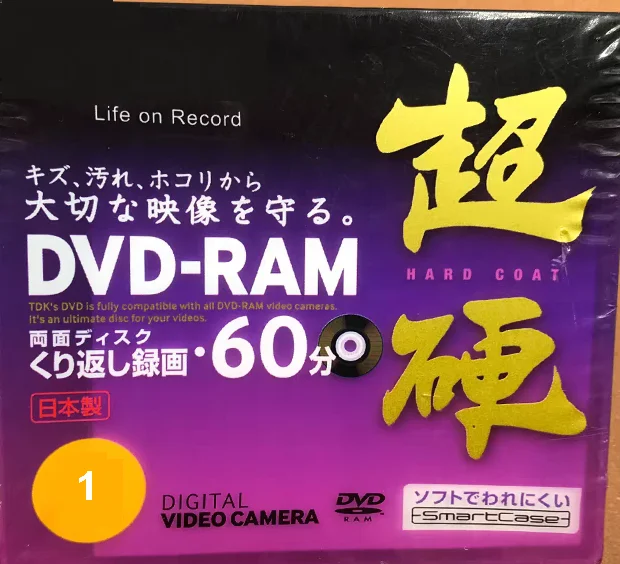 Life on Record
キズ、汚れ、ホコリから
大切な映像を守る。
DVD-RAM
TDK's DVD is fully compatible with all DVD-RAM video cameras.
It's an ultimate disc for your videos.
両面ディスク
くり返し録画・60分
日本製
超
HARD COAT
硬
1
DIGITAL
VIDEO CAMERA
DVD
RAM
ソフトでわれにくい
SmartCase